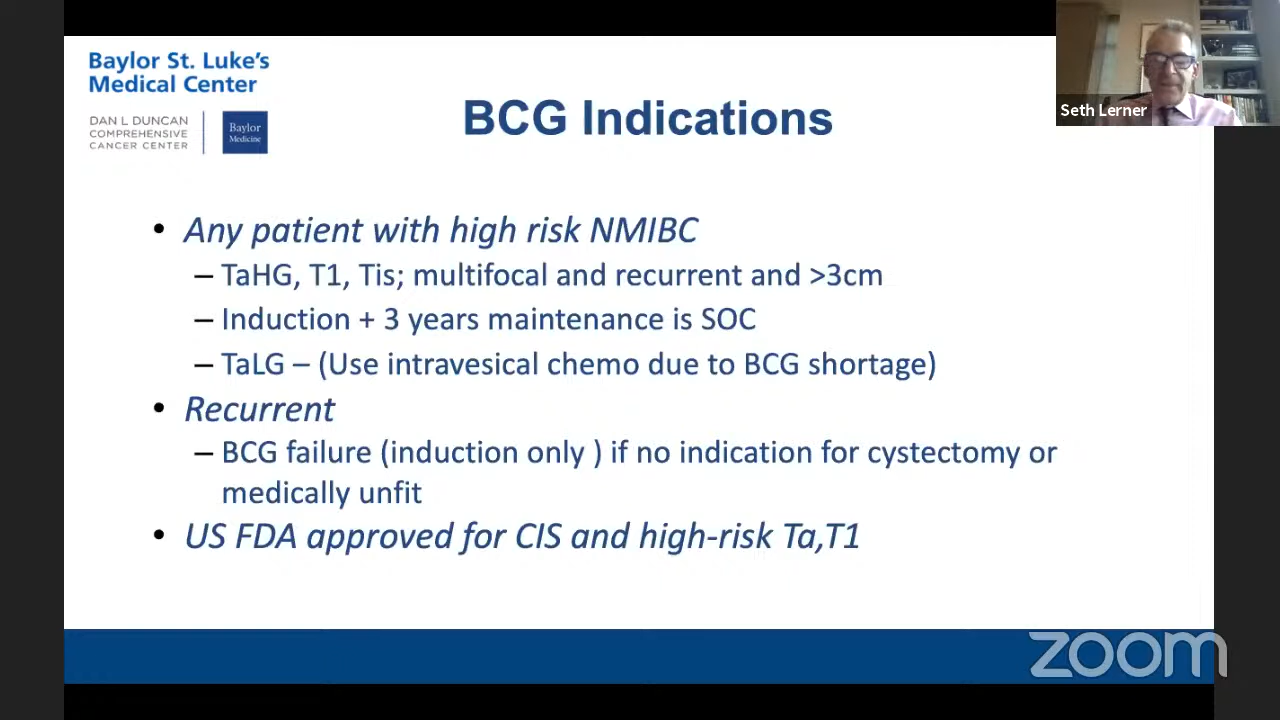 Baylor St. Luke's
Medical Center
DAN L DUNCAN
COMPREHENSIVE
CANCER CENTER
Baylor
Medicine
BCG Indications
Seth Lerner
• Any patient with high risk NMIBC
– TaHG, T1, Tis; multifocal and recurrent and >3cm
– Induction + 3 years maintenance is SOC
– TaLG – (Use intravesical chemo due to BCG shortage)
• Recurrent
– BCG failure (induction only ) if no indication for cystectomy or
medically unfit
• US FDA approved for CIS and high-risk Ta,T1
zoom